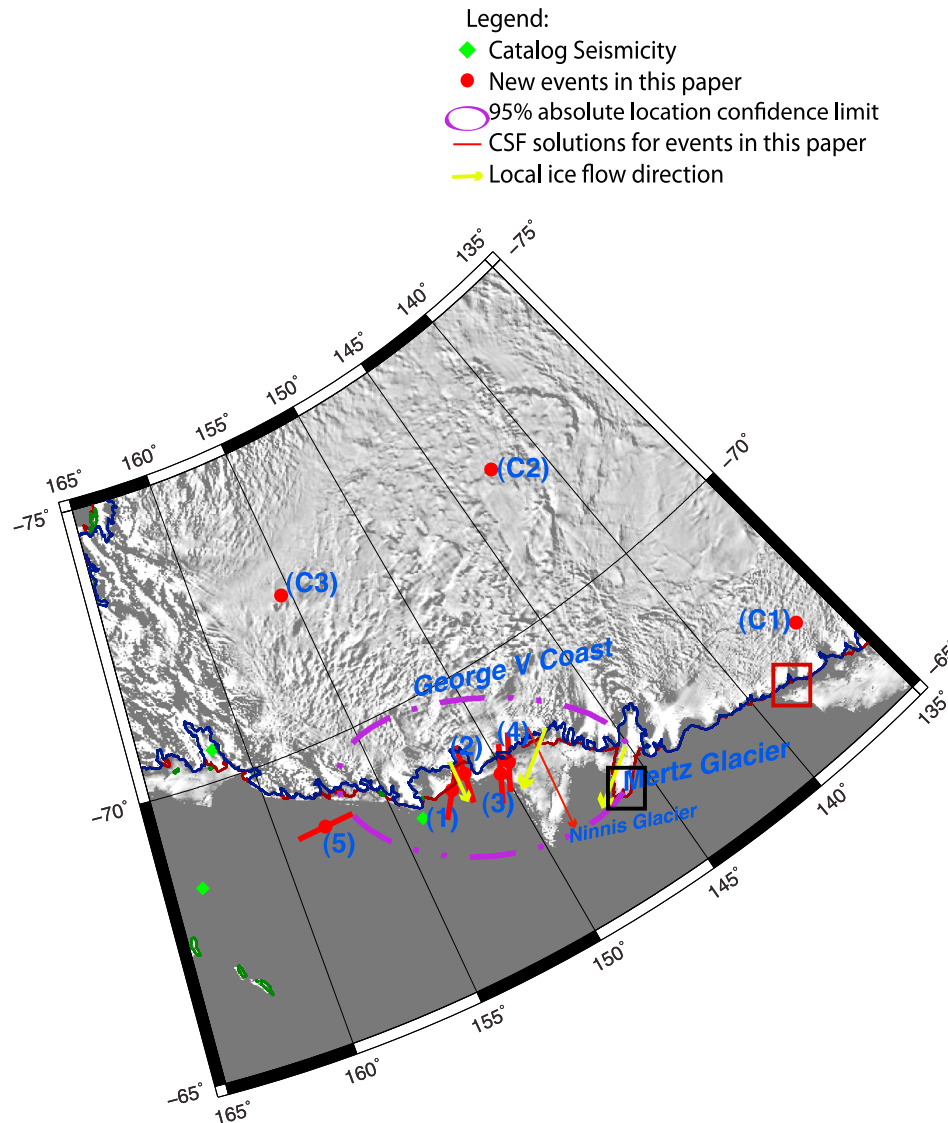 Legend:
Catalog Seismicity
New events in this paper
95% absolute location confidence limit
CSF solutions for events in this paper
Local ice flow direction
135°
−75°
140°
145°
150°
155°
160°
165°
−75°
−70°
(C2)
(C3)
(C1)
George V Coast
−65°
135°
(4)
(2)
Mertz Glacier
(3)
(1)
(5)
Ninnis Glacier
−70°
140°
145°
150°
155°
160°
−65°
165°